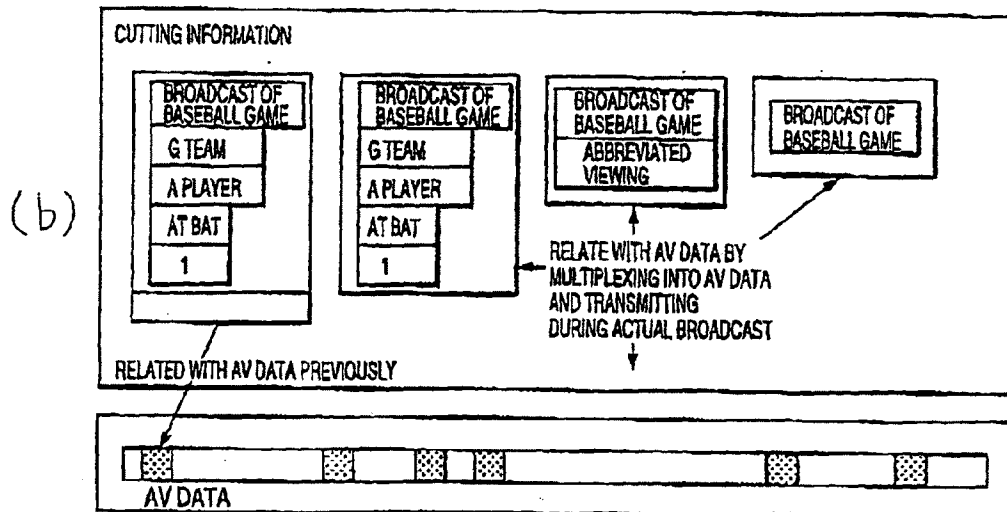 CUTTING INFORMATION
BROADCAST OF
BASEBALL GAME
G TEAM
A PLAYER
AT BAT
1
BROADCAST OF
BASEBALL GAME
G TEAM
A PLAYER
AT BAT
1
BROADCAST OF
BASEBALL GAME
ABBREVIATED
VIEWING
BROADCAST OF
BASEBALL GAME
(b)
RELATE WITH AV DATA BY
MULTIPLEXING INTO AV DATA
AND TRANSMITTING
DURING ACTUAL BROADCAST
RELATED WITH AV DATA PREVIOUSLY
AV DATA